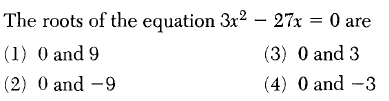 The roots of the equation 3x² − 27x = 0 are
(1) 0 and 9 (3) 0 and 3
(2) 0 and −9 (4) 0 and −3